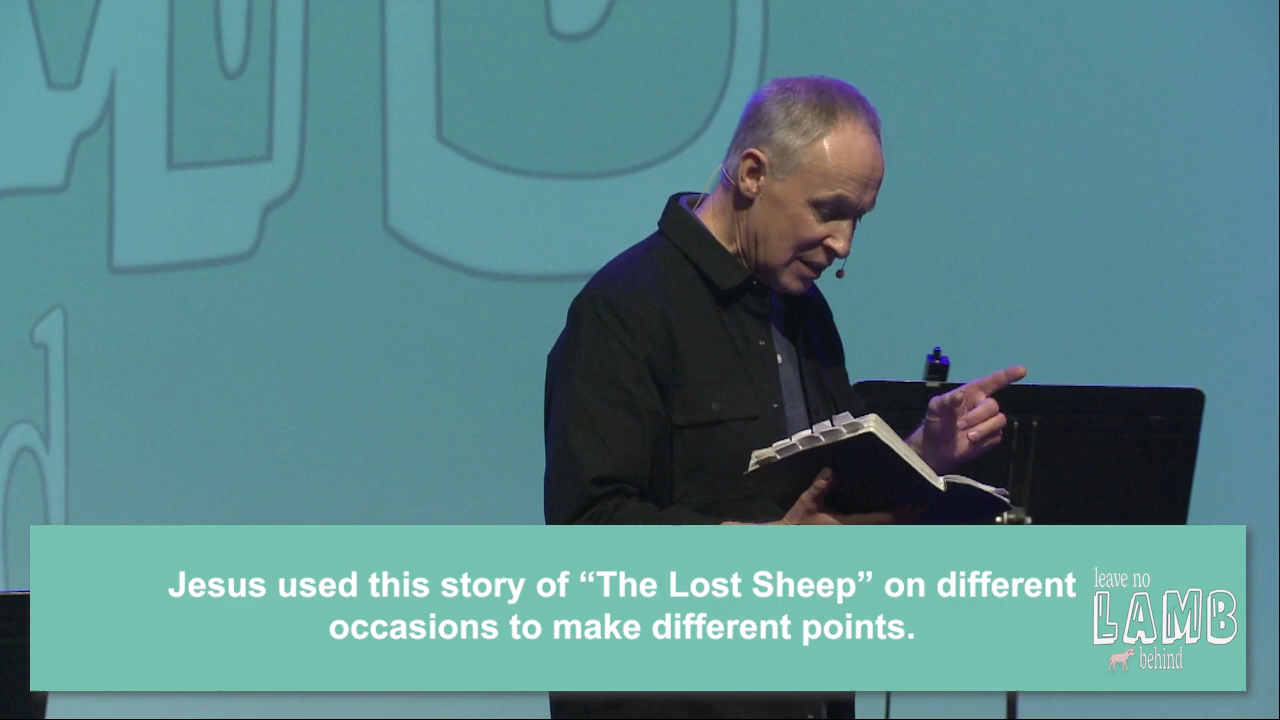 Jesus used this story of “The Lost Sheep” on different
occasions to make different points.
leave no
LAMB
behind